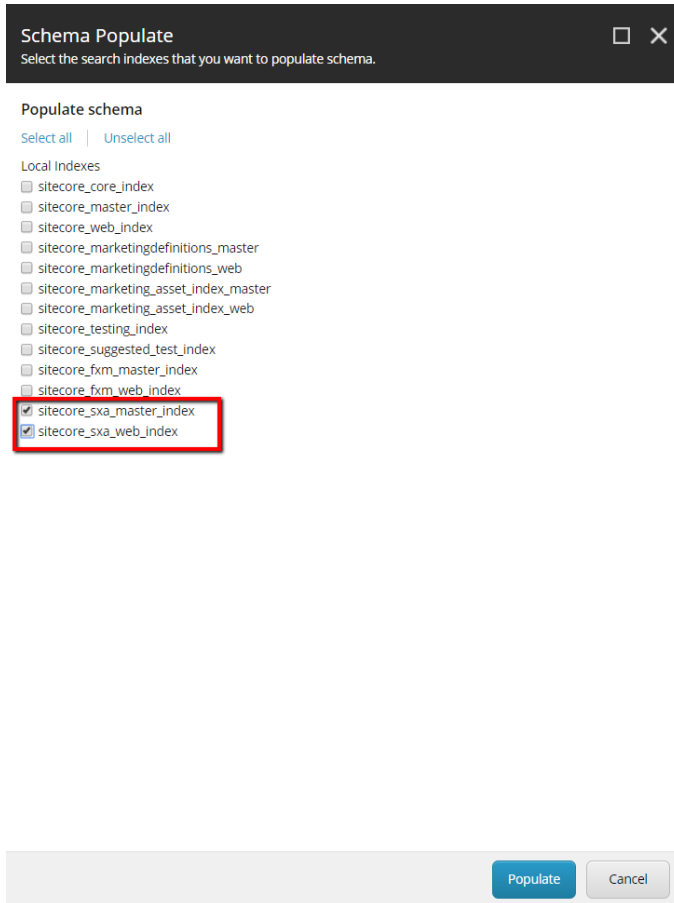 Schema Populate
Select the search indexes that you want to populate schema.
Populate schema
Select all
Unselect all
Local Indexes
sitecore_core_index
sitecore_master_index
sitecore_web_index
sitecore_marketingdefinitions_master
sitecore_marketingdefinitions_web
sitecore_marketing_asset_index_master
sitecore_marketing_asset_index_web
sitecore_testing_index
sitecore_suggested_test_index
sitecore_fxm_master_index
sitecore_fxm_web_index
sitecore_sxa_master_index
sitecore_sxa_web_index
Populate
Cancel